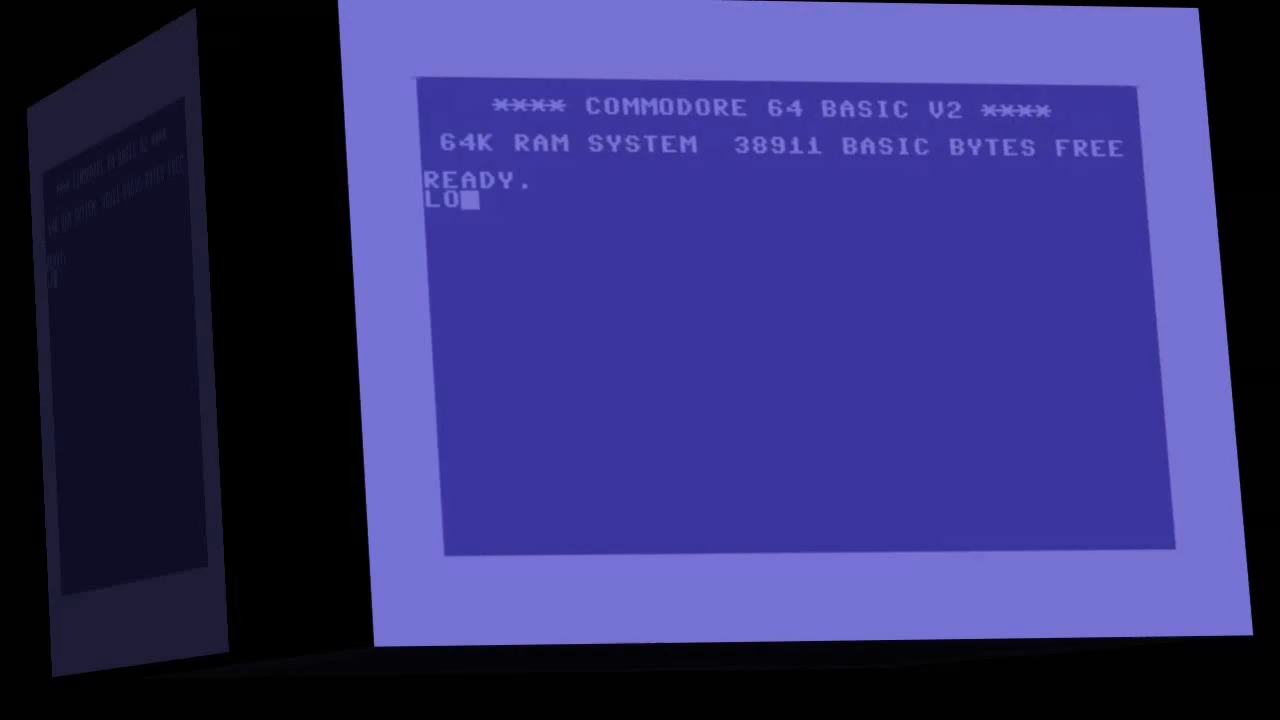 **** COMMODORE 64 BASIC V2 ****
64K RAM SYSTEM  38911 BASIC BYTES FREE
READY.
LO